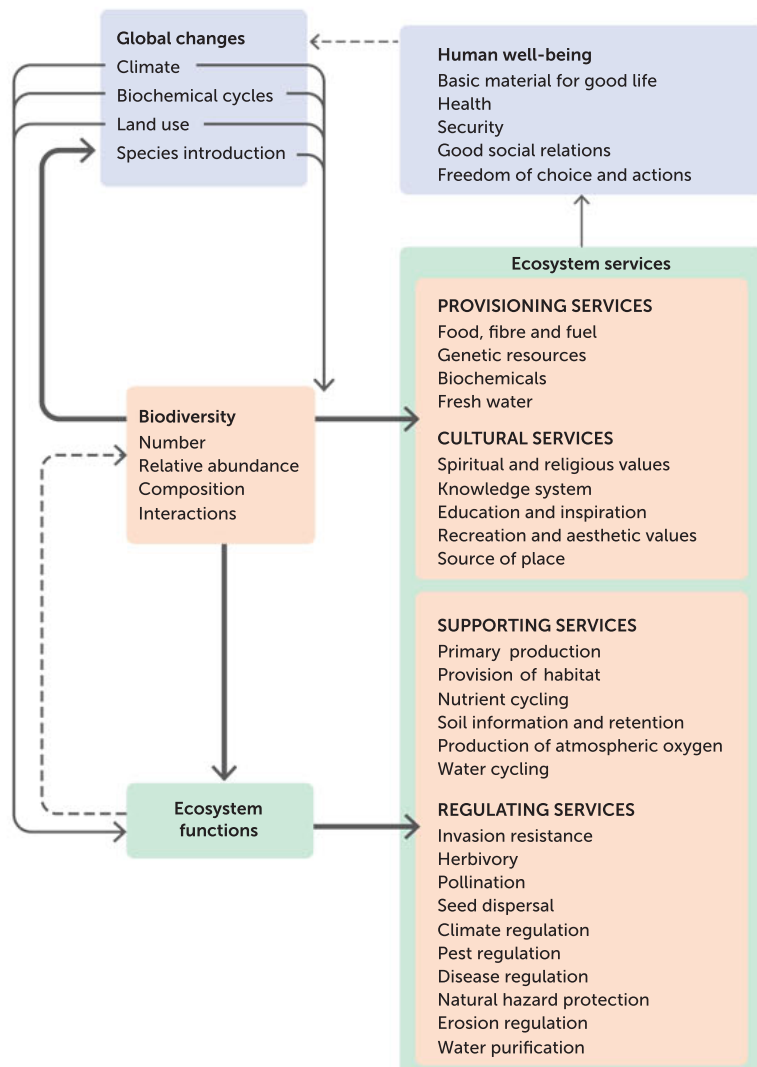 Global changes
Climate
Biochemical cycles
Land use
Species introduction
Human well-being
Basic material for good life
Health
Security
Good social relations
Freedom of choice and actions
Biodiversity
Number
Relative abundance
Composition
Interactions
Ecosystem
functions
Ecosystem services
PROVISIONING SERVICES
Food, fibre and fuel
Genetic resources
Biochemicals
Fresh water
CULTURAL SERVICES
Spiritual and religious values
Knowledge system
Education and inspiration
Recreation and aesthetic values
Source of place
SUPPORTING SERVICES
Primary production
Provision of habitat
Nutrient cycling
Soil information and retention
Production of atmospheric oxygen
Water cycling
REGULATING SERVICES
Invasion resistance
Herbivory
Pollination
Seed dispersal
Climate regulation
Pest regulation
Disease regulation
Natural hazard protection
Erosion regulation
Water purification